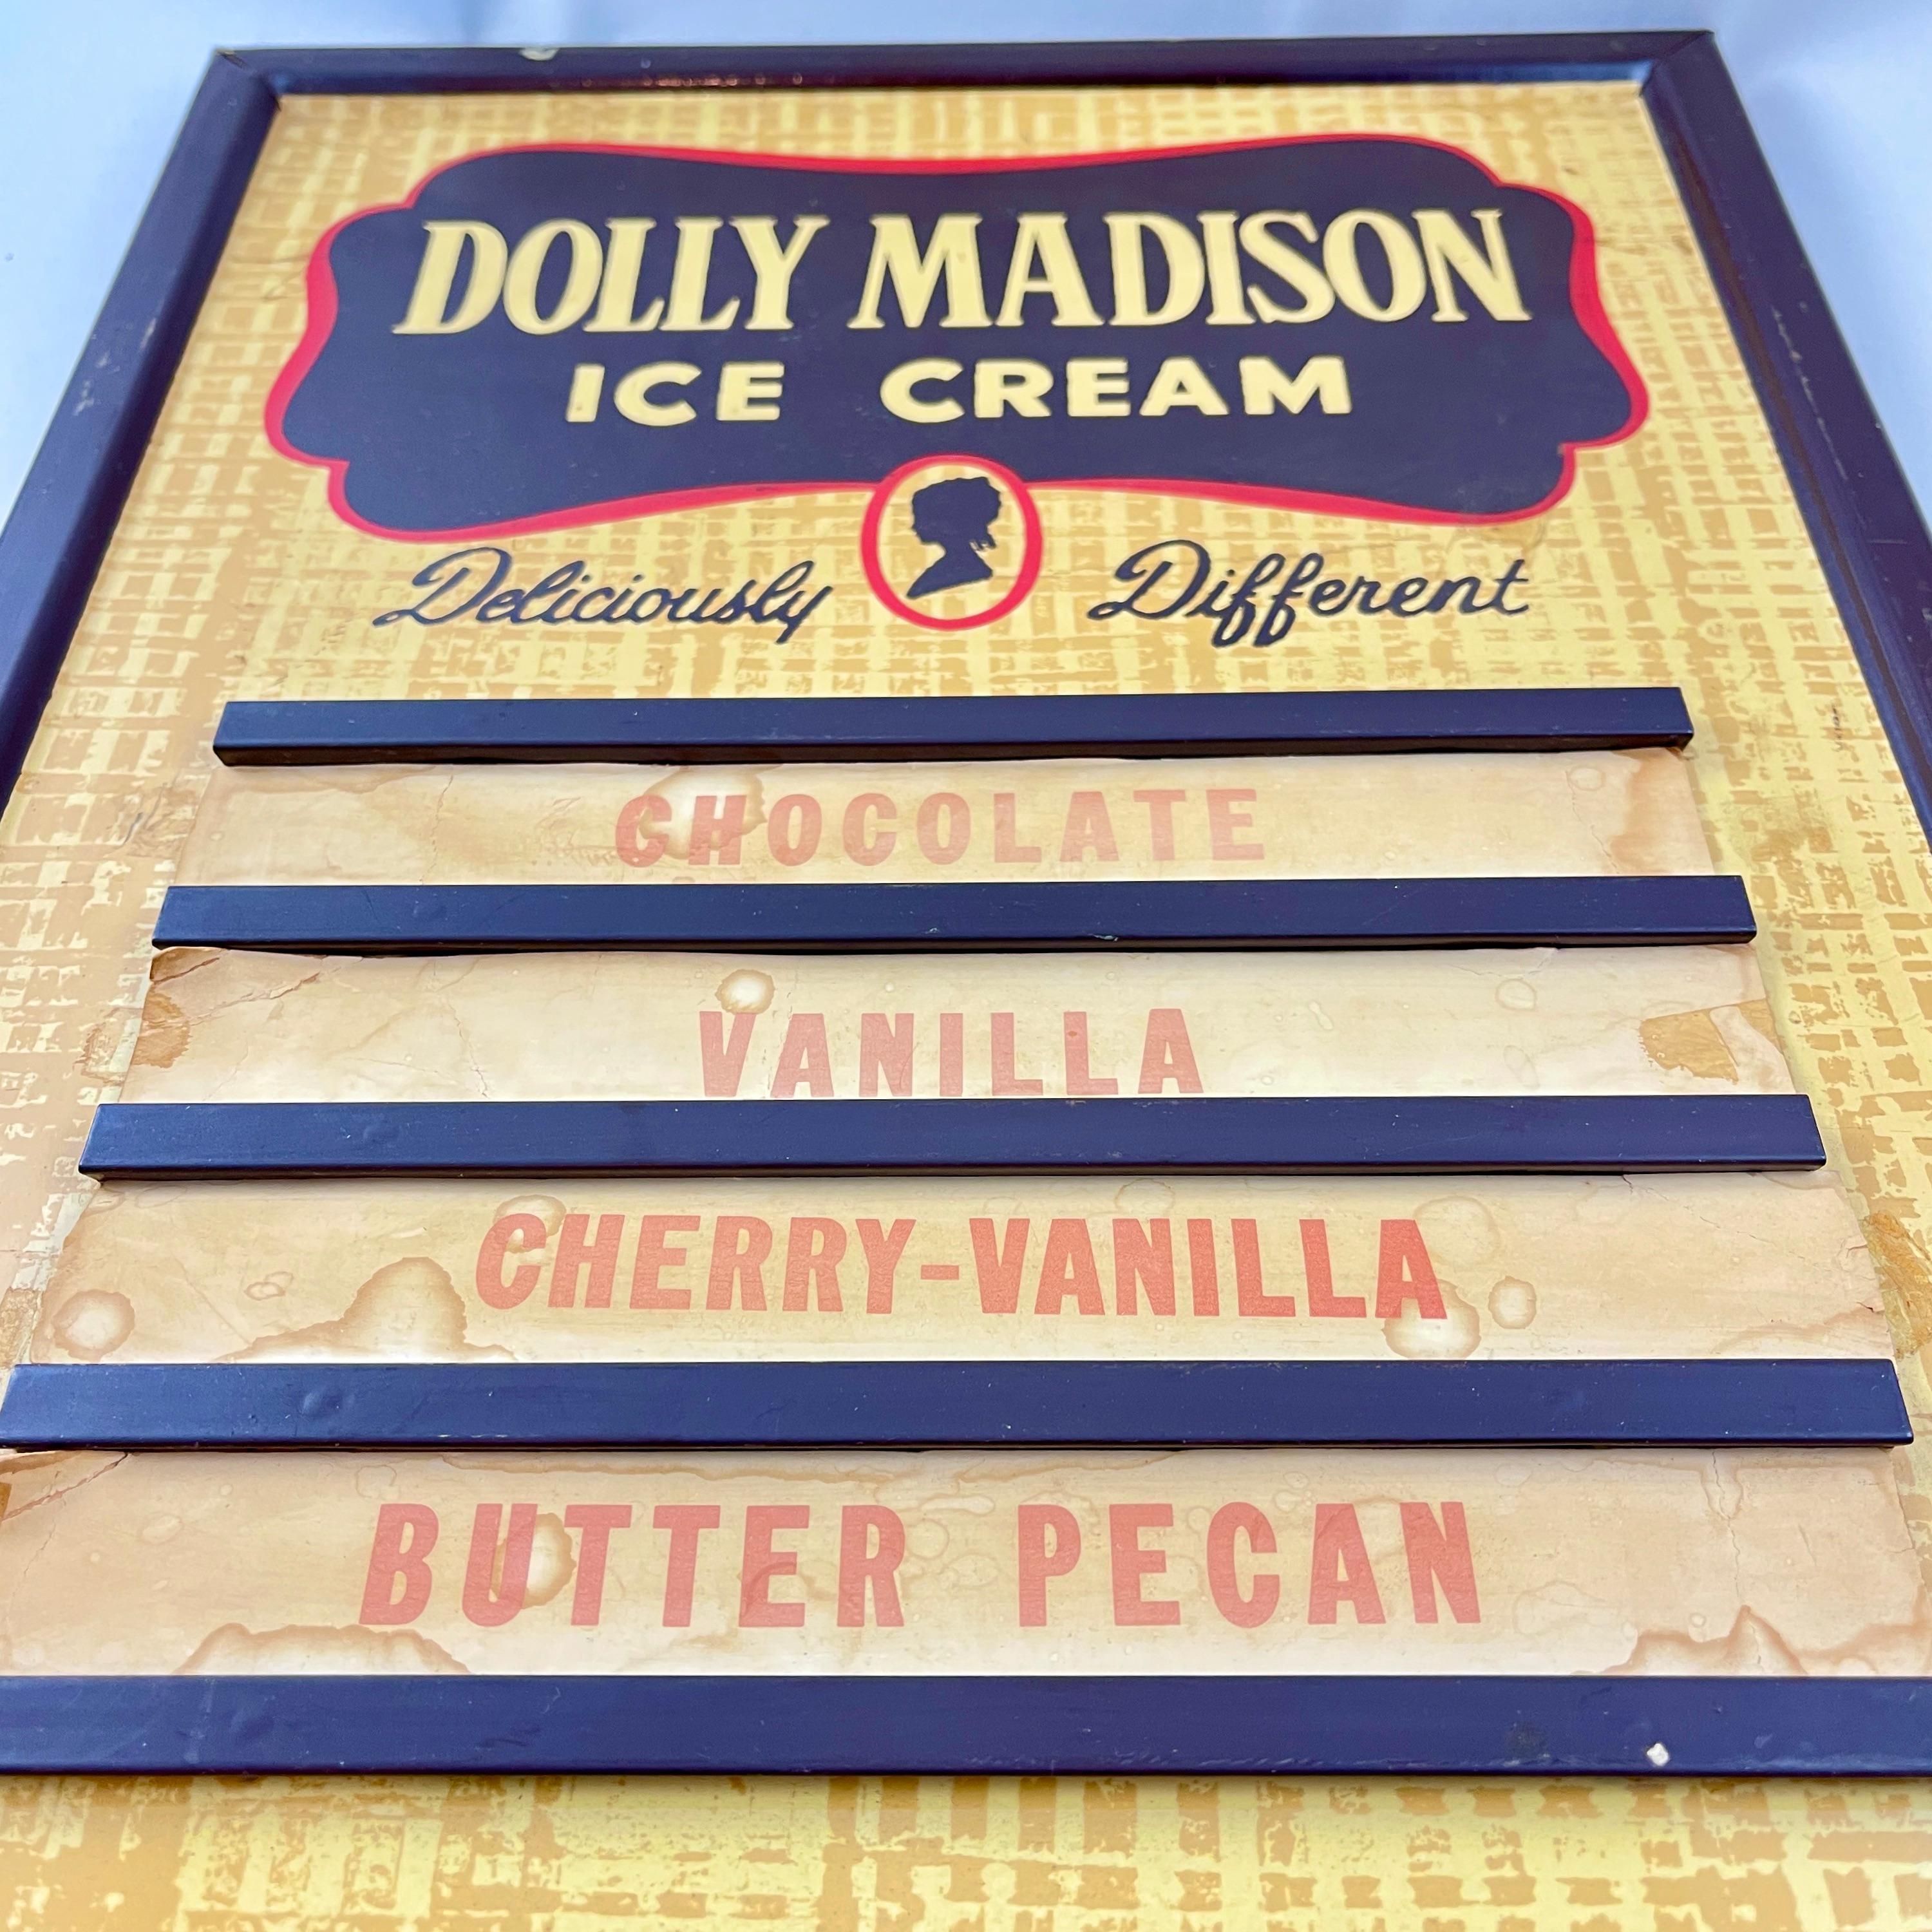 DOLLY MADISON
ICE CREAM
Deliciously Different
CHOCOLATE
VANILLA
CHERRY-VANILLA
BUTTER PECAN